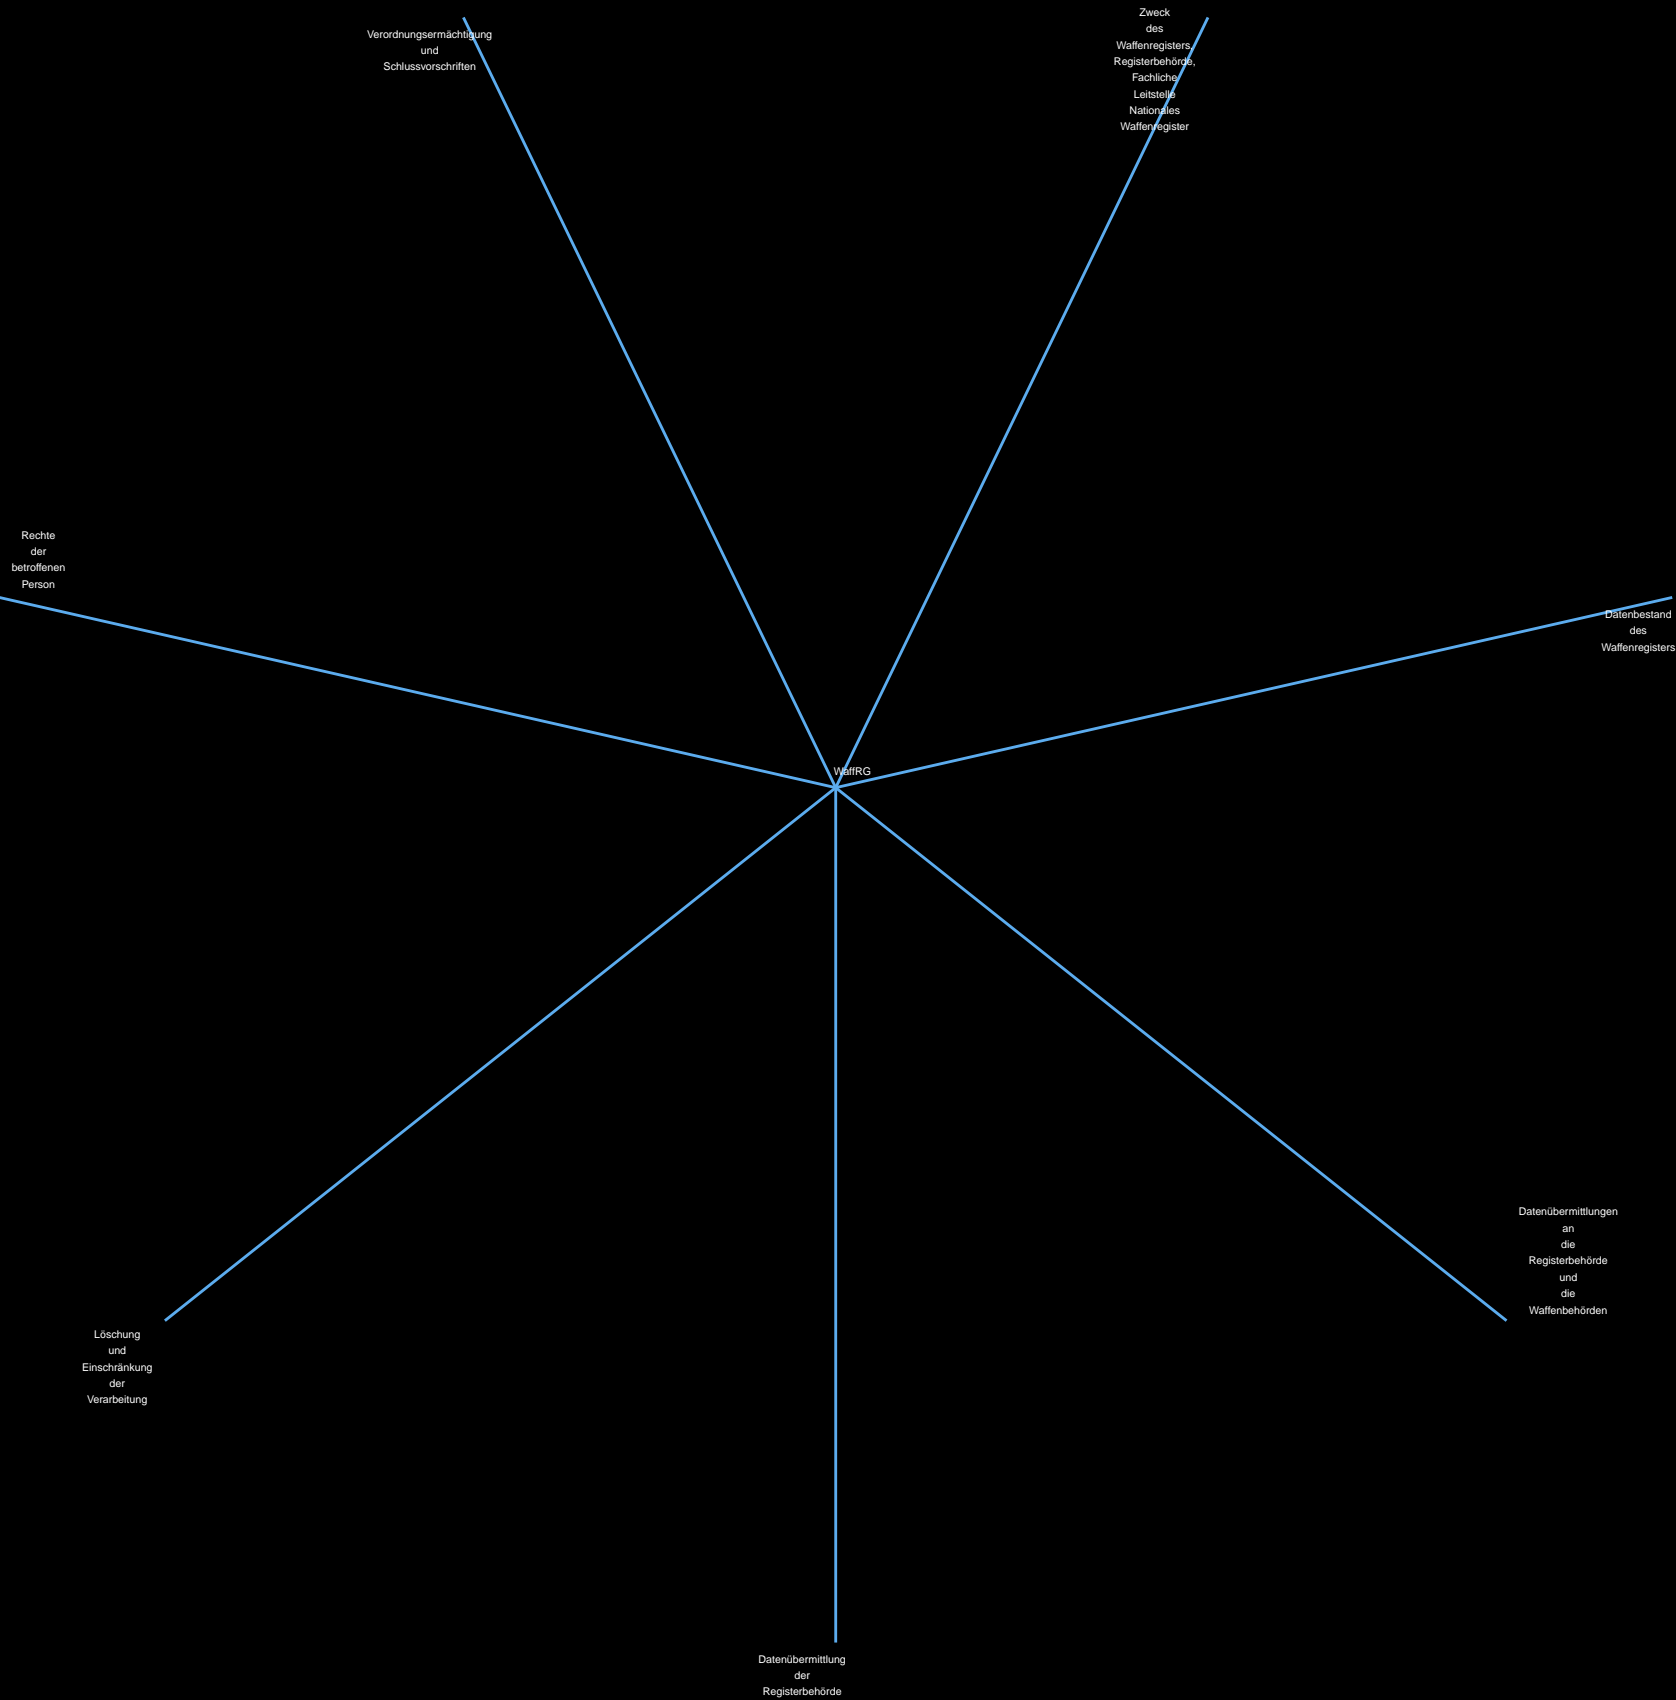 Verordnungsermächtigung
und
Schlussvorschriften
Zweck
des
Waffenregisters,
Registerbehörde,
Fachliche
Leitstelle
Nationales
Waffenregister
Rechte
der
betroffenen
Person
Datenbestand
des
Waffenregisters
WaffRG
Datenübermittlungen
an
die
Registerbehörde
und
die
Waffenbehörden
Löschung
und
Einschränkung
der
Verarbeitung
Datenübermittlung
der
Registerbehörde